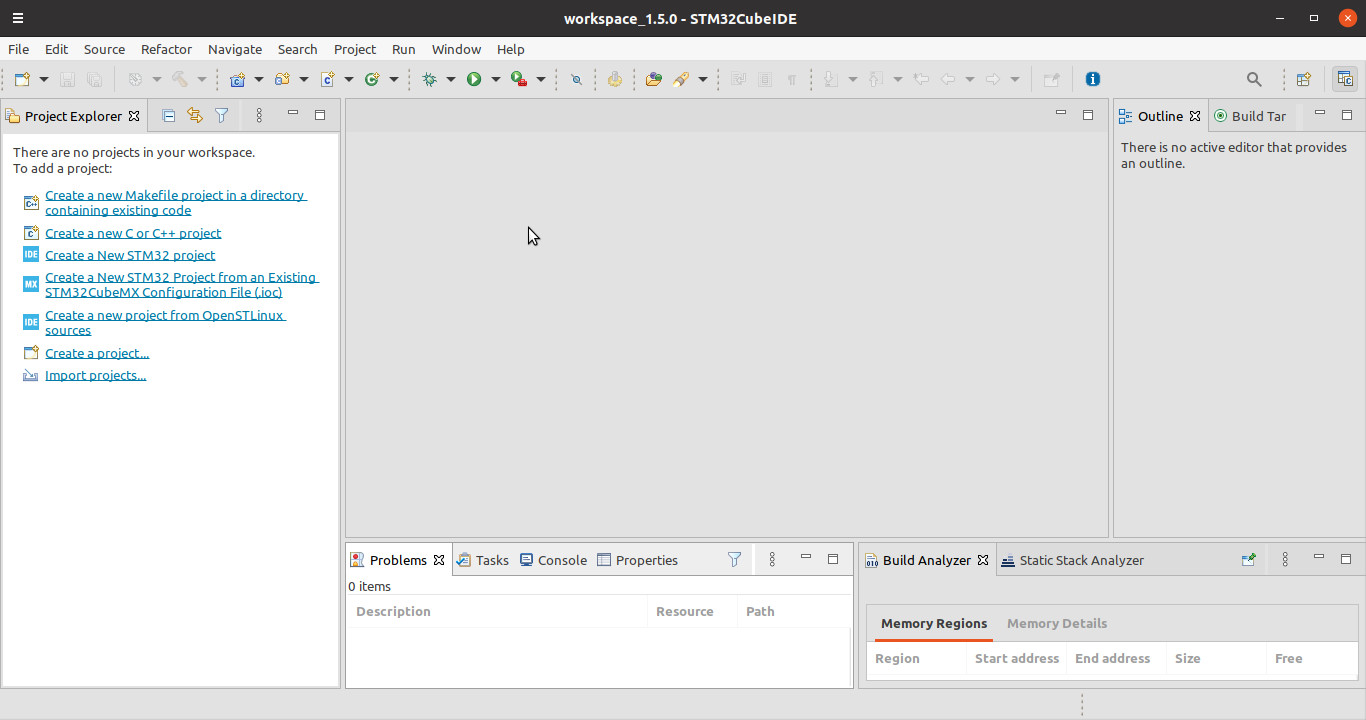 workspace_1.5.0 - STM32CubeIDE
File Edit Source Refactor Navigate Search Project Run Window Help
Project Explorer
There are no projects in your workspace.
To add a project:
Create a new Makefile project in a directory
containing existing code
Create a new C or C++ project
Create a New STM32 project
Create a New STM32 Project from an Existing
STM32CubeMX Configuration File (.ioc)
Create a new project from OpenSTLinux
sources
Create a project...
Import projects...
Outline Build Tar
There is no active editor that provides
an outline.
Problems Tasks Console Properties
0 items
Description Resource Path
Build Analyzer Static Stack Analyzer
Memory Regions Memory Details
Region Start address End address Size Free